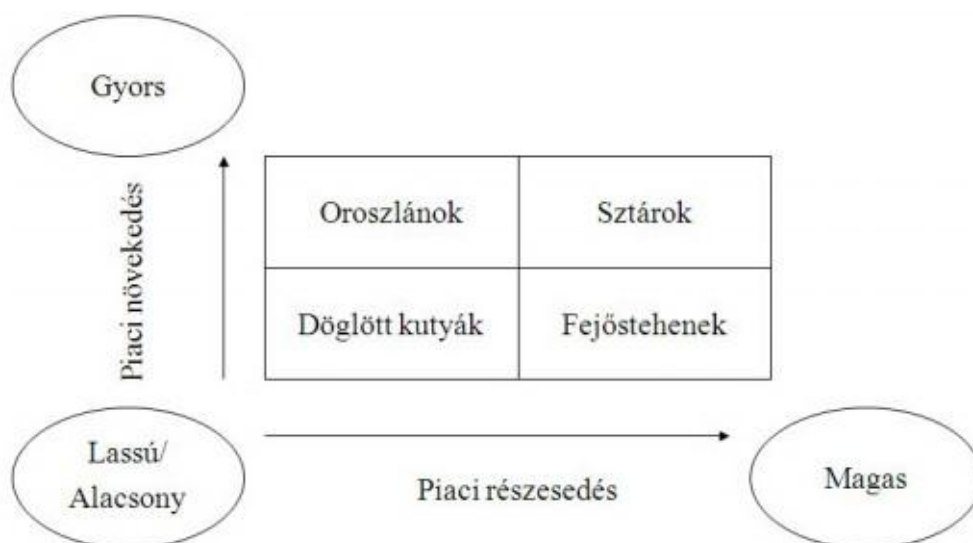 Gyors
Piaci növekedés
Oroszlánok
Sztárok
Döglött kutyák
Fejőstehenek
Lassú/
Alacsony
Piaci részesedés
Magas